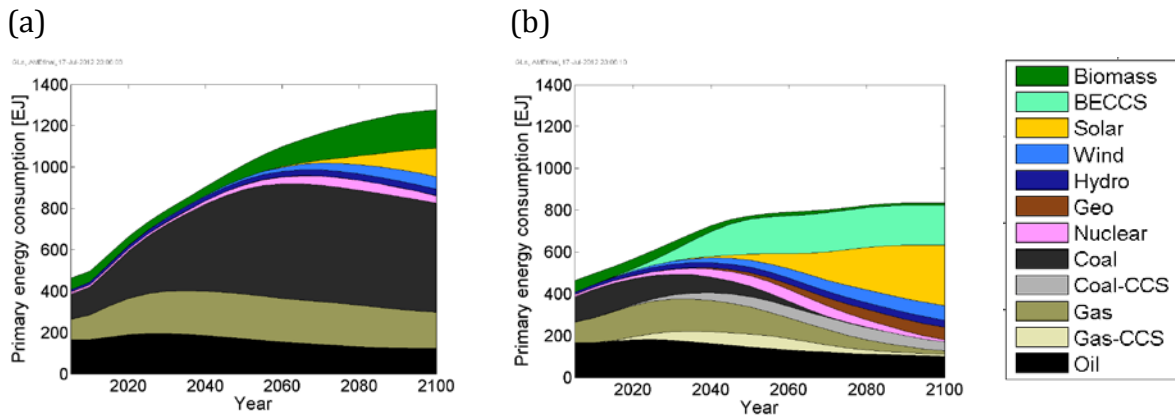 (a)
(b)
1400
1200
1000
800
600
400
200
0
Primary energy consumption [EJ]
2020
2040
2060
2080
2100
Year
1400
1200
1000
800
600
400
200
0
Primary energy consumption [EJ]
2020
2040
2060
2080
2100
Year
Biomass
BECCS
Solar
Wind
Hydro
Geo
Nuclear
Coal
Coal-CCS
Gas
Gas-CCS
Oil